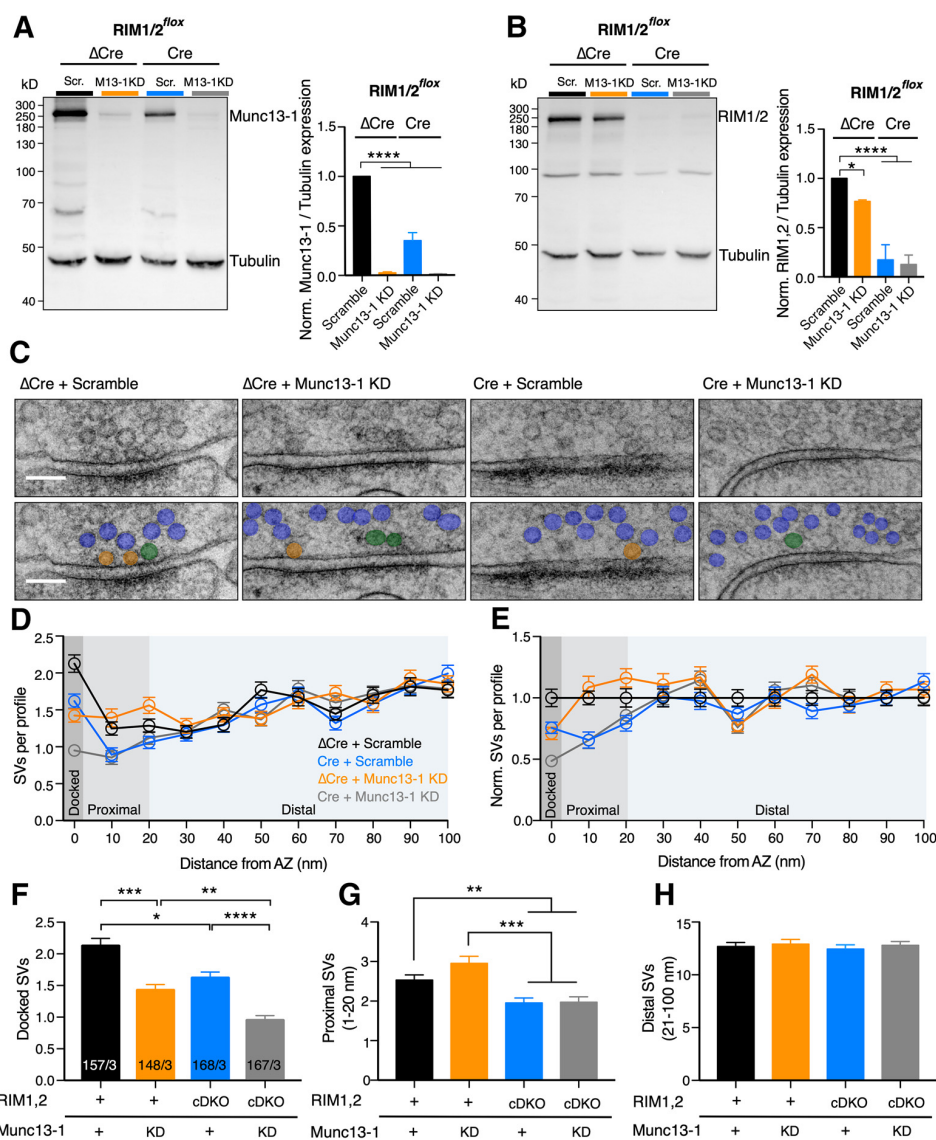 A
RIM1/2flox
ΔCre Cre
kD Scr. M13-1KD Scr. M13-1KD
300
250
180
130
100
70
50
40
Munc13-1
Tubulin
RIM1/2flox
ΔCre Cre
****
Norm. Munc13-1 / Tubulin expression
1.5
1.0
0.5
0.0
Scramble
Munc13-1 KD
Scramble
Munc13-1 KD
B
RIM1/2flox
ΔCre Cre
kD Scr. M13-1KD Scr. M13-1KD
300
250
180
130
100
70
50
40
RIM1/2
Tubulin
RIM1/2flox
ΔCre Cre
****
*
Norm. RIM1,2 / Tubulin expression
1.5
1.0
0.5
0.0
Scramble
Munc13-1 KD
Scramble
Munc13-1 KD
C
ΔCre + Scramble ΔCre + Munc13-1 KD Cre + Scramble Cre + Munc13-1 KD
D
SVs per profile
2.5
2.0
1.5
1.0
0.5
0.0
ΔCre + Scramble
Cre + Scramble
ΔCre + Munc13-1 KD
Cre + Munc13-1 KD
Docked Proximal Distal
0 10 20 30 40 50 60 70 80 90 100
Distance from AZ (nm)
E
Norm. SVs per profile
1.5
1.0
0.5
0.0
Docked Proximal Distal
0 10 20 30 40 50 60 70 80 90 100
Distance from AZ (nm)
F
*** **
* ****
Docked SVs
2.5
2.0
1.5
1.0
0.5
0.0
157/3 148/3 168/3 167/3
RIM1,2 + + cDKO cDKO
Munc13-1 + KD + KD
G
**
***
Proximal SVs
(1-20 nm)
4
3
2
1
0
RIM1,2 + + cDKO cDKO
Munc13-1 + KD + KD
H
Distal SVs
(21-100 nm)
15
10
5
0
RIM1,2 + + cDKO cDKO
Munc13-1 + KD + KD